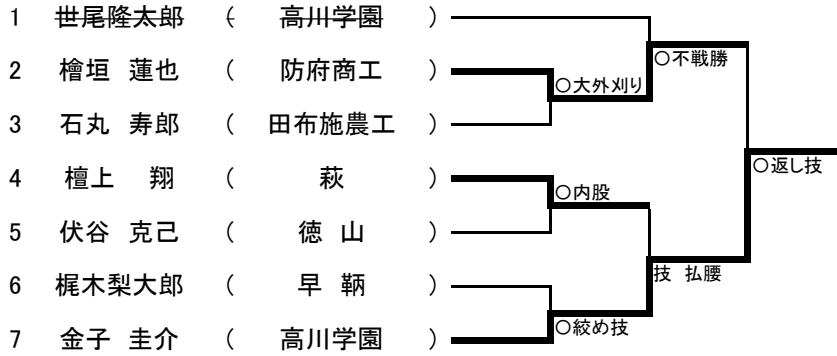 1 世尾隆太郎 ( 高川学園 )
○不戦勝
2 檜垣 蓮也 ( 防府商工 )
○大外刈り
3 石丸 寿郎 ( 田布施農工 )
○返し技
4 檀上 翔 ( 萩 )
○内股
5 伏谷 克己 ( 徳 山 )
技 払腰
6 梶木梨大郎 ( 早 鞆 )
○絞め技
7 金子 圭介 ( 高川学園 )